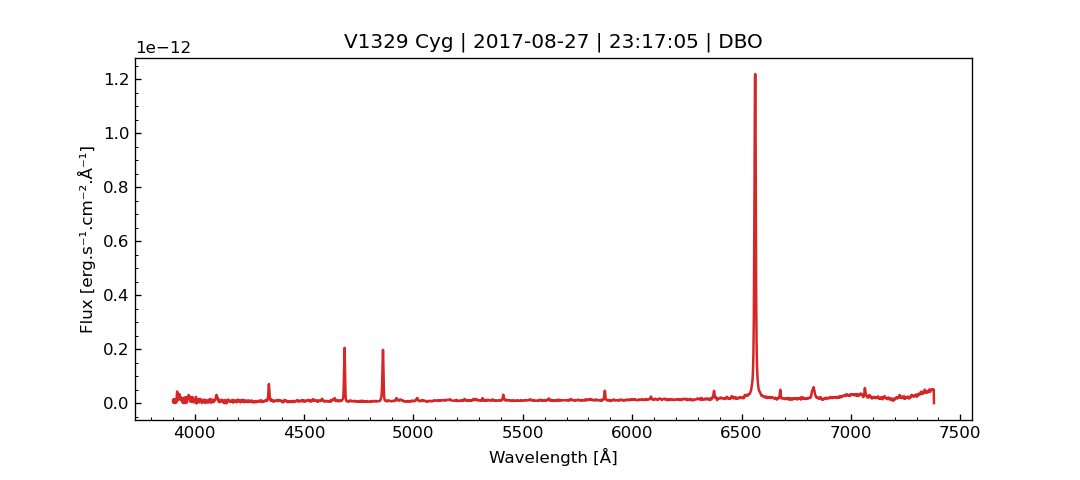 V1329 Cyg | 2017-08-27 | 23:17:05 | DBO
1e−12
1.2
1.0
0.8
0.6
0.4
0.2
0.0
Flux [erg.s⁻¹.cm⁻².Å⁻¹]
4000 4500 5000 5500 6000 6500 7000 7500
Wavelength [Å]